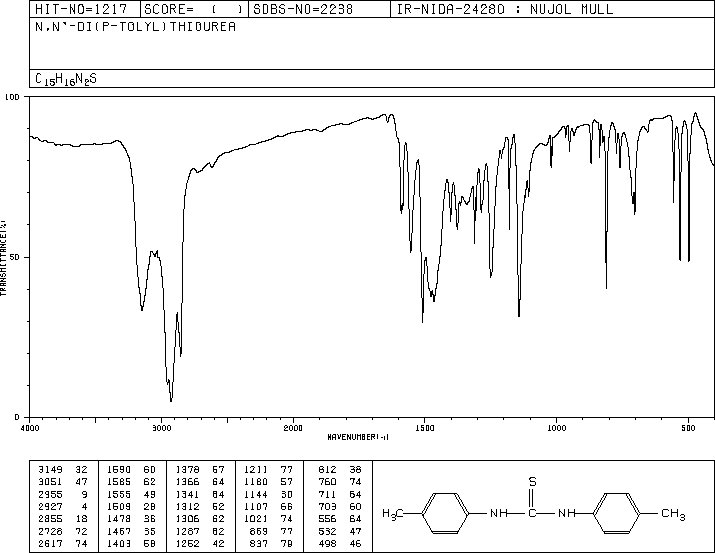 HIT-NO=1217 SCORE= ( ) SDBS-NO=2238 IR-NIDA-24280 : NUJOL MULL
N,N'-DI(P-TOLYL)THIOUREA
C15H16N2S
100
50
0
TRANSMITTANCE(%)
4000 3000 2000 1500 1000 500
WAVENUMBER(-1)
3149 32 1590 60 1378 57 1211 77 812 38
3051 47 1585 62 1366 64 1180 57 760 74
2955 9 1555 49 1341 64 1144 30 711 64
2927 4 1509 28 1312 62 1107 66 703 60
2855 18 1478 36 1306 52 1021 74 556 64
2728 72 1467 35 1287 62 869 77 532 47
2617 74 1403 58 1252 42 837 79 498 46
S
H3C NH C NH CH3